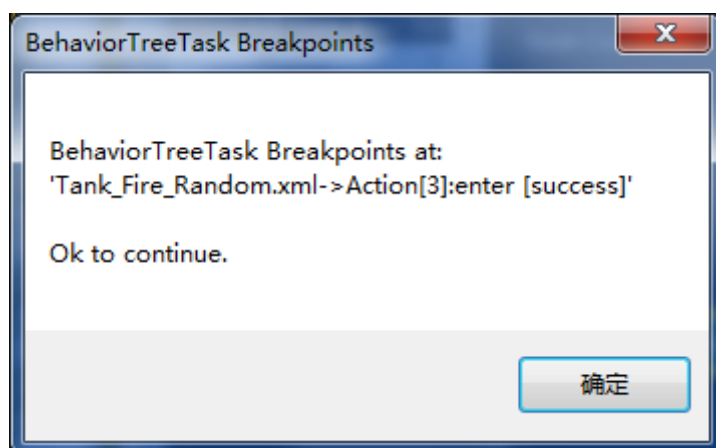 BehaviorTreeTask Breakpoints
BehaviorTreeTask Breakpoints at:
'Tank_Fire_Random.xml->Action[3]:enter [success]'
Ok to continue.
确定